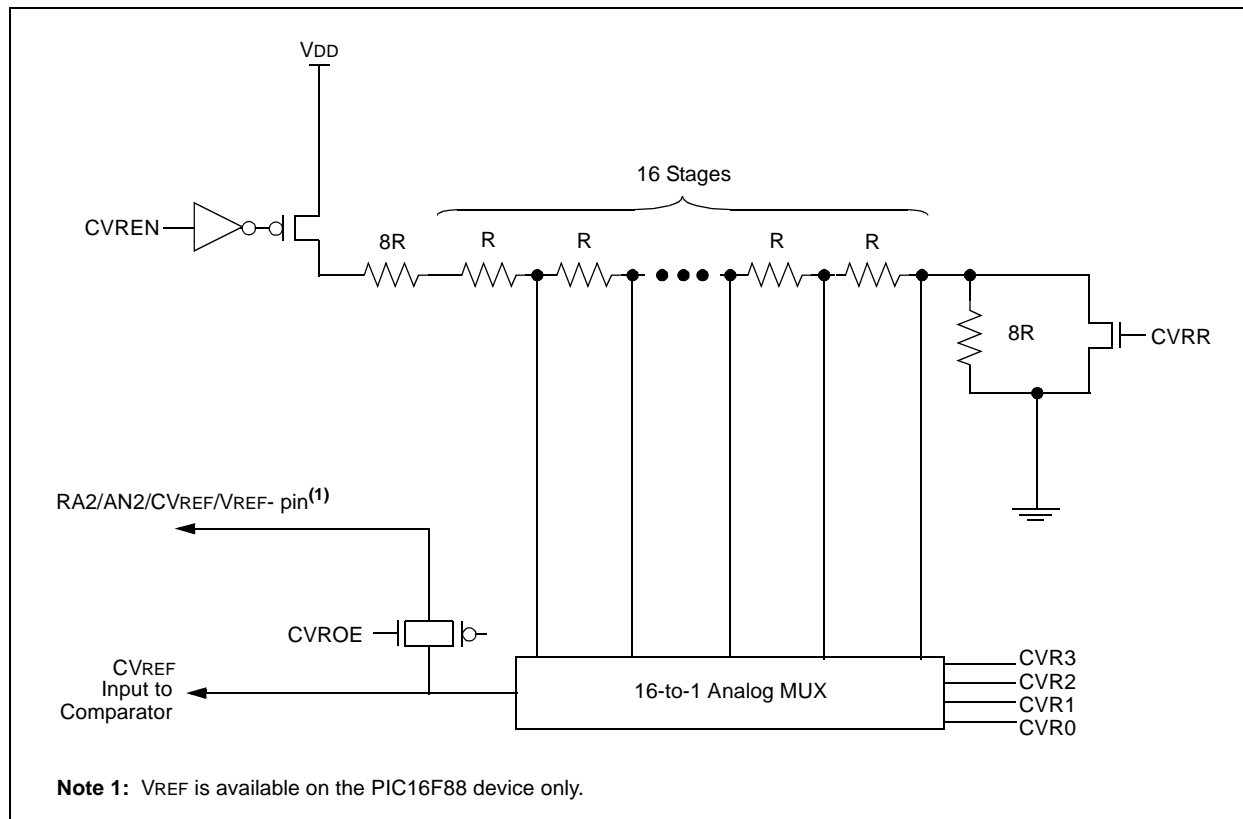 VDD
16 Stages
CVREN
8R
R
R
R
R
8R
CVRR
RA2/AN2/CVREF/VREF- pin(1)
CVROE
CVREF
Input to
Comparator
16-to-1 Analog MUX
CVR3
CVR2
CVR1
CVR0
Note 1: VREF is available on the PIC16F88 device only.